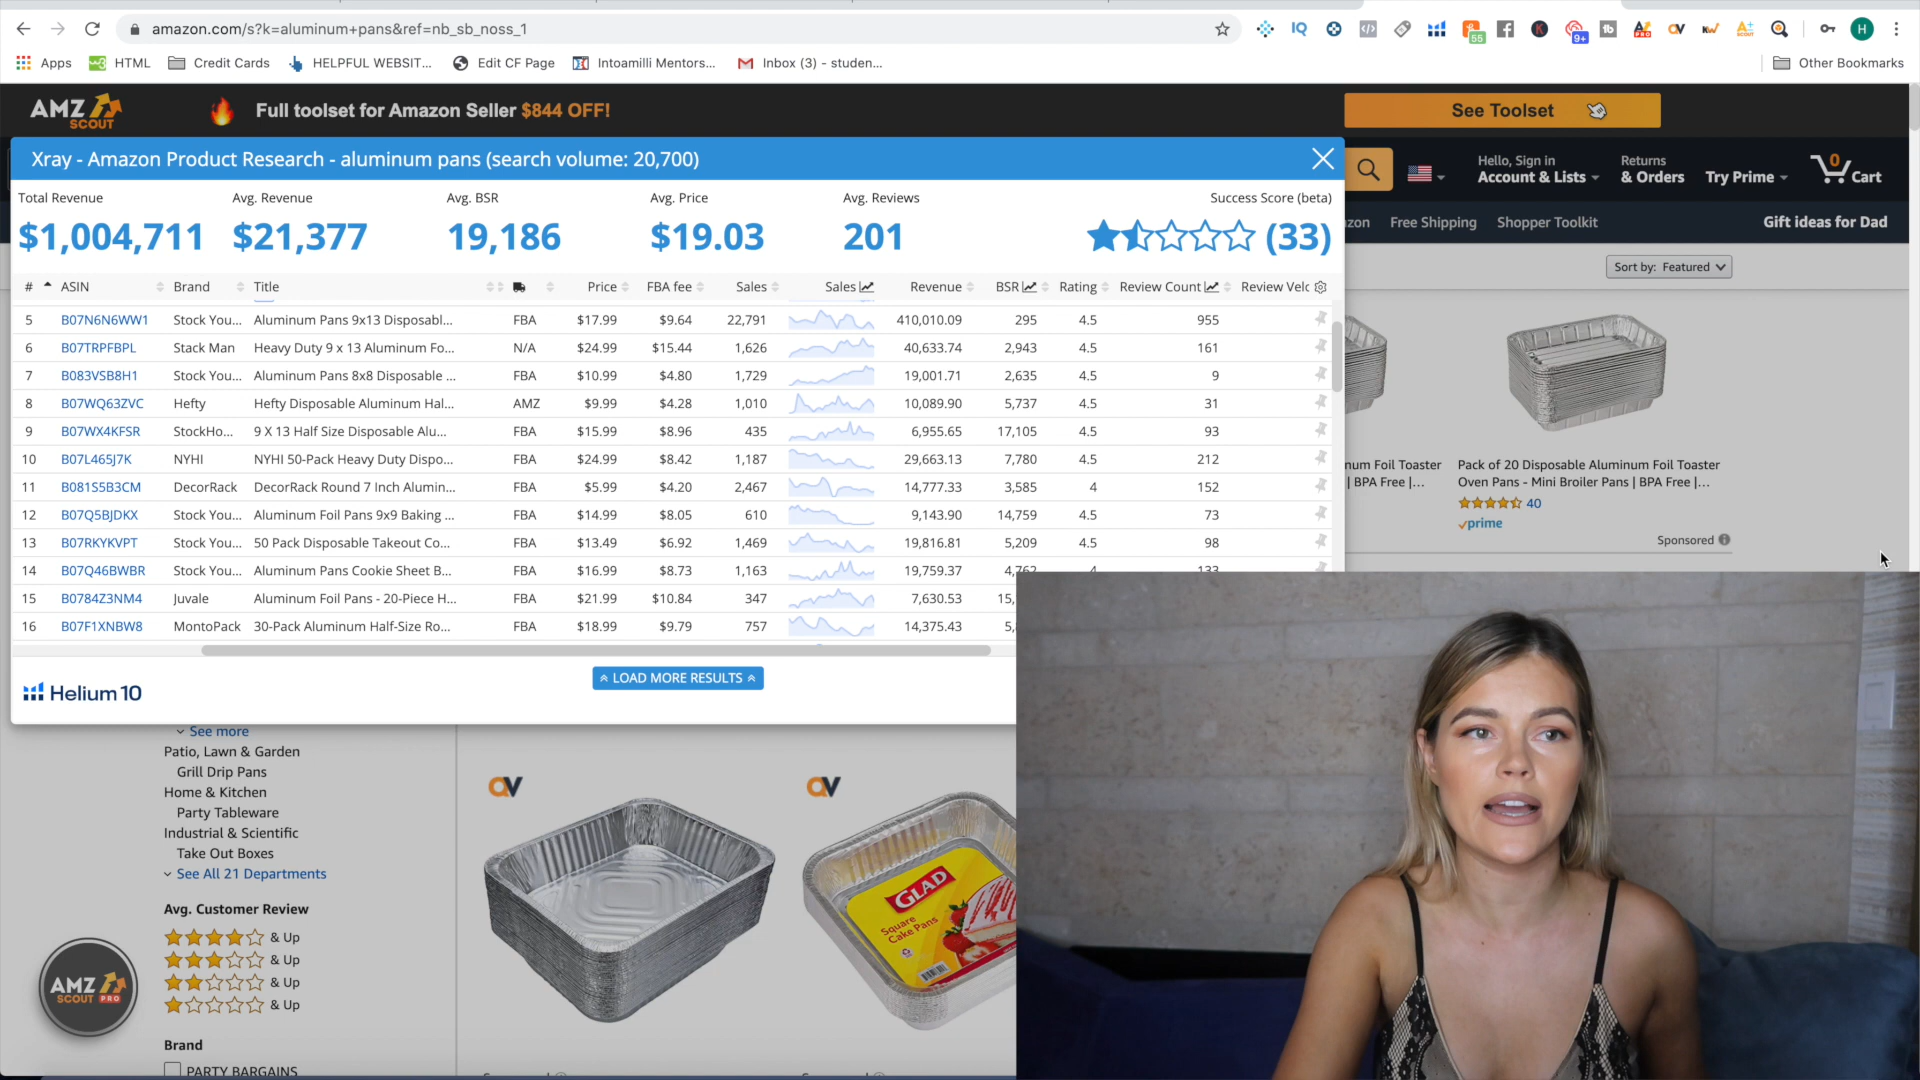 amazon.com/s?k=aluminum+pans&ref=nb_sb_noss_1
IQ
55
9+
H
Apps HTML Credit Cards HELPFUL WEBSIT... Edit CF Page Intoamilli Mentors... Inbox (3) - studen... Other Bookmarks
AMZ SCOUT Full toolset for Amazon Seller $844 OFF! See Toolset
Xray - Amazon Product Research - aluminum pans (search volume: 20,700)
Hello, Sign in
Account & Lists
Returns
& Orders
Try Prime
0
Cart
Total Revenue Avg. Revenue Avg. BSR Avg. Price Avg. Reviews Success Score (beta)
$1,004,711 $21,377 19,186 $19.03 201 (33)
zon Free Shipping Shopper Toolkit Gift ideas for Dad
Sort by: Featured
# ASIN Brand Title Price FBA fee Sales Sales Revenue BSR Rating Review Count Review Velc
5 B07N6N6WW1 Stock You... Aluminum Pans 9x13 Disposabl... FBA $17.99 $9.64 22,791 410,010.09 295 4.5 955
6 B07TRPFBPL Stack Man Heavy Duty 9 x 13 Aluminum Fo... N/A $24.99 $15.44 1,626 40,633.74 2,943 4.5 161
7 B083VSB8H1 Stock You... Aluminum Pans 8x8 Disposable ... FBA $10.99 $4.80 1,729 19,001.71 2,635 4.5 9
8 B07WQ63ZVC Hefty Hefty Disposable Aluminum Hal... AMZ $9.99 $4.28 1,010 10,089.90 5,737 4.5 31
9 B07WX4KFSR StockHo... 9 X 13 Half Size Disposable Alu... FBA $15.99 $8.96 435 6,955.65 17,105 4.5 93
10 B07L465J7K NYHI NYHI 50-Pack Heavy Duty Dispo... FBA $24.99 $8.42 1,187 29,663.13 7,780 4.5 212
11 B081S5B3CM DecorRack DecorRack Round 7 Inch Alumin... FBA $5.99 $4.20 2,467 14,777.33 3,585 4 152
12 B07Q5BJDKX Stock You... Aluminum Foil Pans 9x9 Baking ... FBA $14.99 $8.05 610 9,143.90 14,759 4.5 73
13 B07RKYKVPT Stock You... 50 Pack Disposable Takeout Co... FBA $13.49 $6.92 1,469 19,816.81 5,209 4.5 98
14 B07Q46BWBR Stock You... Aluminum Pans Cookie Sheet B... FBA $16.99 $8.73 1,163 19,759.37 4,762 4 133
15 B0784Z3NM4 Juvale Aluminum Foil Pans - 20-Piece H... FBA $21.99 $10.84 347 7,630.53 15,
16 B07F1XNBW8 MontoPack 30-Pack Aluminum Half-Size Ro... FBA $18.99 $9.79 757 14,375.43 5,
LOAD MORE RESULTS
Helium 10
num Foil Toaster
| BPA Free |...
Pack of 20 Disposable Aluminum Foil Toaster
Oven Pans - Mini Broiler Pans | BPA Free |...
40
prime
Sponsored
See more
Patio, Lawn & Garden
Grill Drip Pans
Home & Kitchen
Party Tableware
Industrial & Scientific
Take Out Boxes
See All 21 Departments
Avg. Customer Review
& Up
& Up
& Up
& Up
Brand
PARTY BARGAINS
AMZ
SCOUT PRO
GLAD
Square
Cake Pans